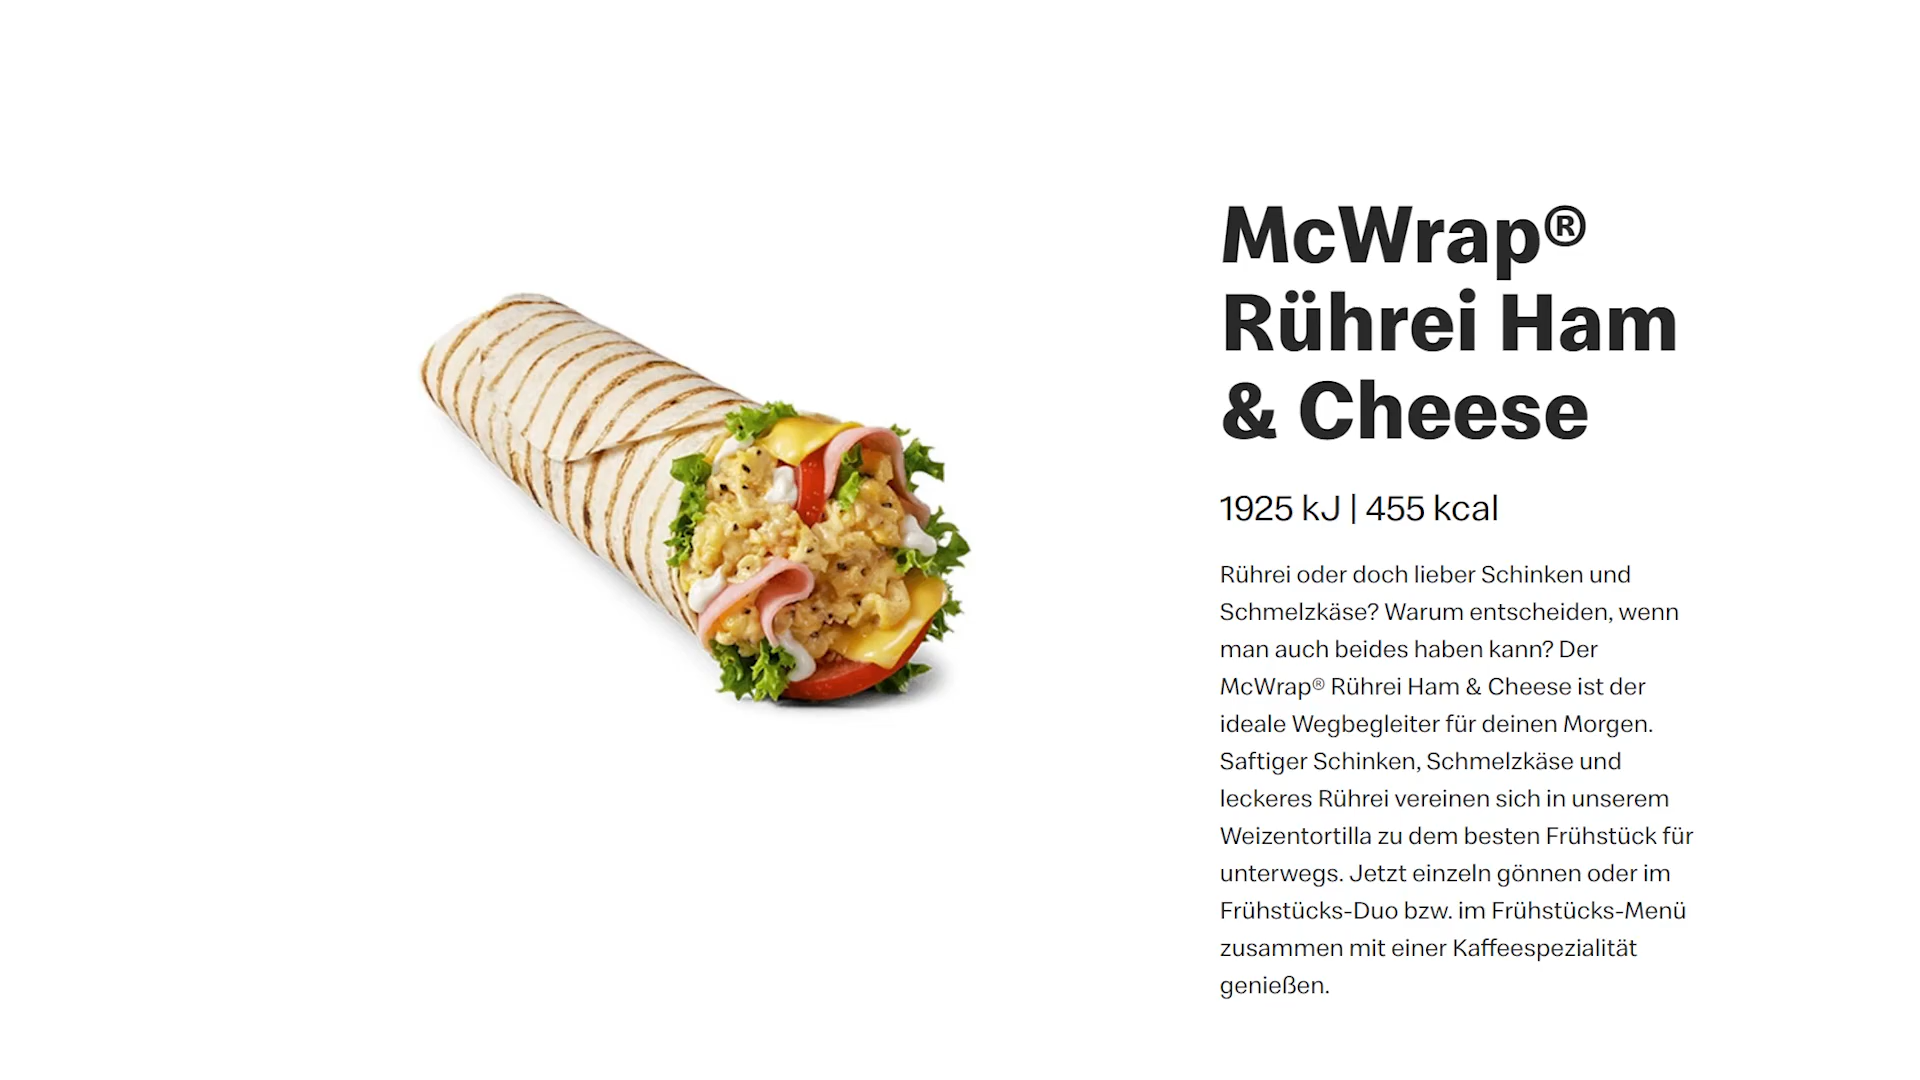 McWrap®
Rührei Ham
& Cheese
1925 kJ | 455 kcal
Rührei oder doch lieber Schinken und
Schmelzkäse? Warum entscheiden, wenn
man auch beides haben kann? Der
McWrap® Rührei Ham & Cheese ist der
ideale Wegbegleiter für deinen Morgen.
Saftiger Schinken, Schmelzkäse und
leckeres Rührei vereinen sich in unserem
Weizentortilla zu dem besten Frühstück für
unterwegs. Jetzt einzeln gönnen oder im
Frühstücks-Duo bzw. im Frühstücks-Menü
zusammen mit einer Kaffeespezialität
genießen.